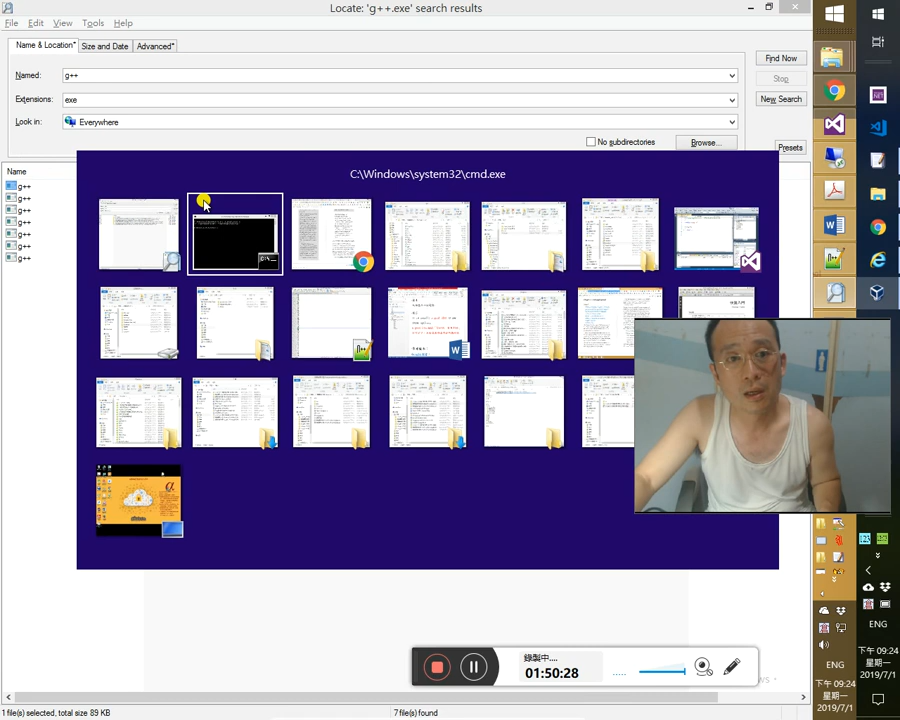 Locate: 'g++.exe' search results
File Edit View Tools Help
Name & Location* Size and Date Advanced*
Named: g++
Find Now
Extensions: exe
Stop
New Search
Look in: Everywhere
No subdirectories Browse... Presets
Name
g++
g++
g++
g++
g++
g++
g++
C:\Windows\system32\cmd.exe
錄製中....
01:50:28
ENG
下午 09:24
星期一
2019/7/1
ENG
下午 09:24
星期一
2019/7/1
1 file(s) selected, total size 89 KB
7 file(s) found